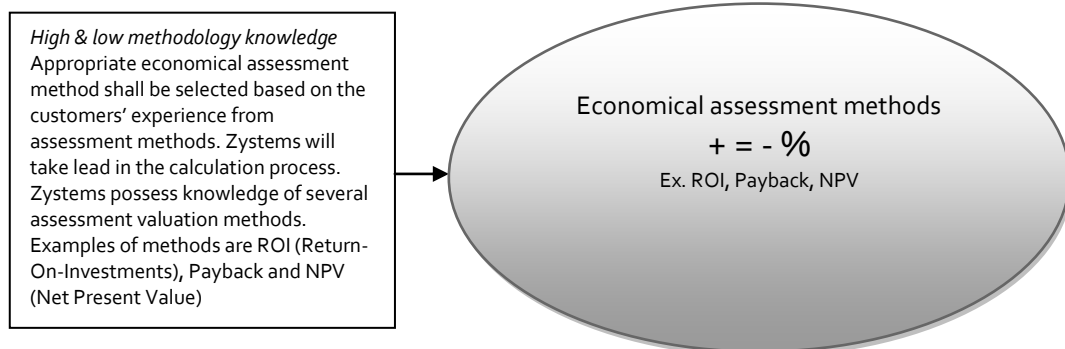 High & low methodology knowledge
Appropriate economical assessment
method shall be selected based on the
customers’ experience from
assessment methods. Zystems will
take lead in the calculation process.
Zystems possess knowledge of several
assessment valuation methods.
Examples of methods are ROI (Return-
On-Investments), Payback and NPV
(Net Present Value)
Economical assessment methods
+ = - %
Ex. ROI, Payback, NPV